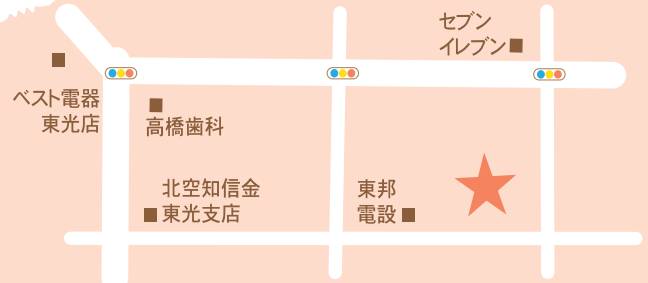 セブン
イレブン
ベスト電器
東光店
高橋歯科
北空知信金
東光支店
東邦
電設